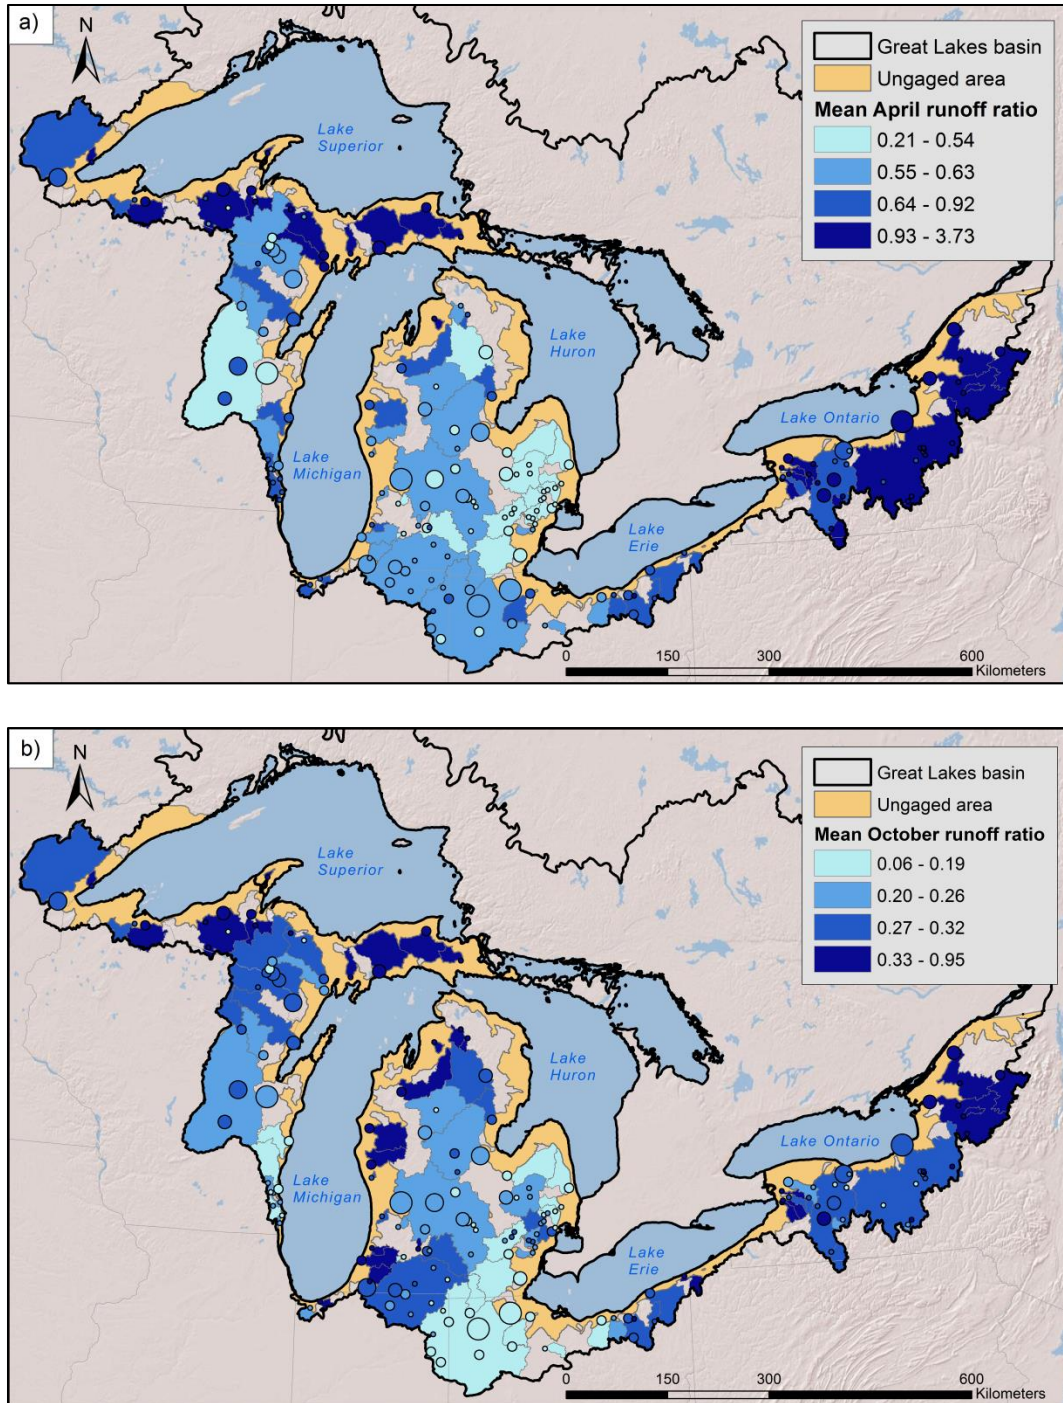 a)
N
Great Lakes basin
Ungaged area
Mean April runoff ratio
0.21 - 0.54
0.55 - 0.63
0.64 - 0.92
0.93 - 3.73
Lake
Superior
Lake
Huron
Lake Ontario
Lake
Michigan
Lake
Erie
0 150 300 600
Kilometers
b)
N
Great Lakes basin
Ungaged area
Mean October runoff ratio
0.06 - 0.19
0.20 - 0.26
0.27 - 0.32
0.33 - 0.95
Lake
Superior
Lake
Huron
Lake Ontario
Lake
Michigan
Lake
Erie
0 150 300 600
Kilometers